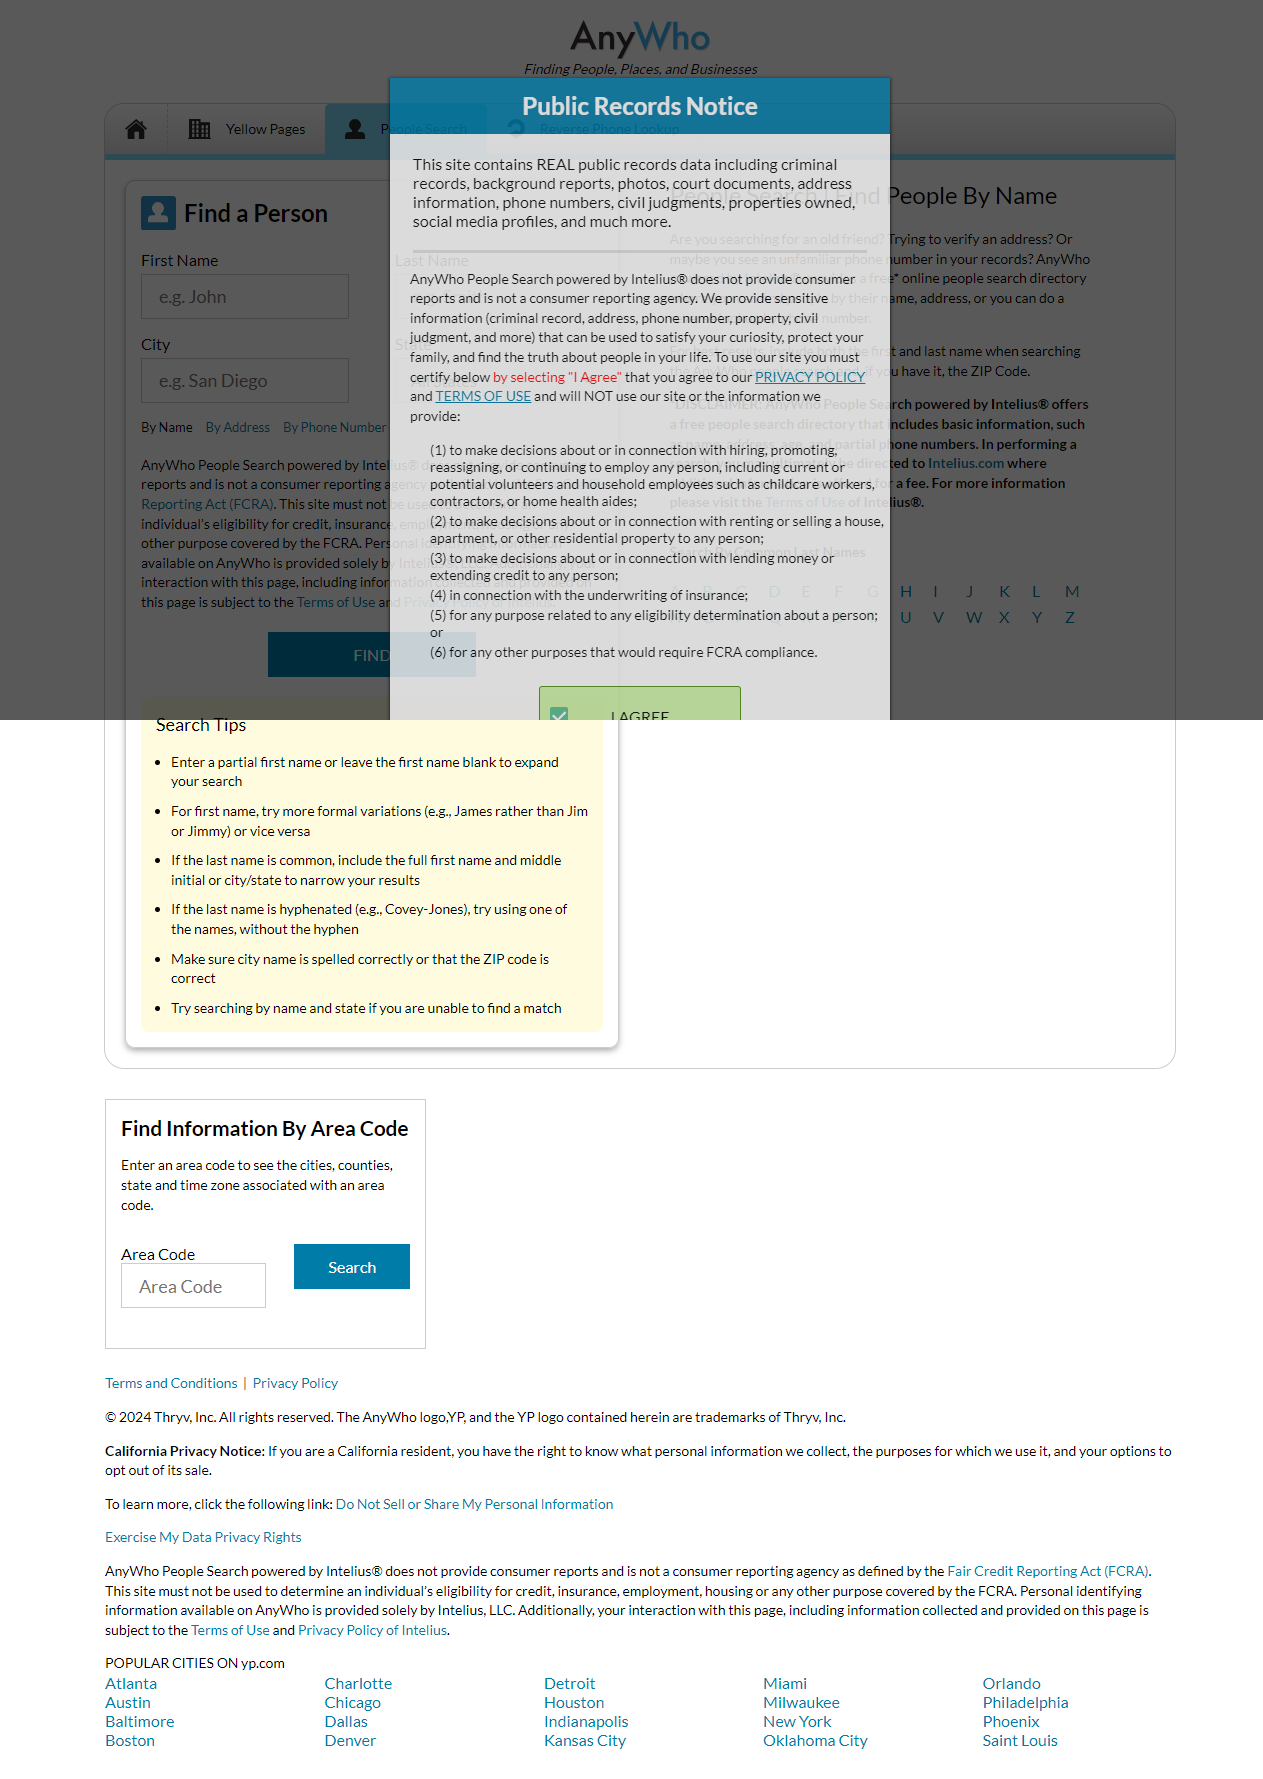 AnyWho
Finding People, Places, and Businesses
Yellow Pages
People Search
Reverse Phone Lookup
Public Records Notice
This site contains REAL public records data including criminal
records, background reports, photos, court documents, address
information, phone numbers, civil judgments, properties owned,
social media profiles, and much more.
AnyWho People Search powered by Intelius® does not provide consumer
reports and is not a consumer reporting agency. We provide sensitive
information (criminal record, address, phone number, property, civil
judgment, and more) that can be used to satisfy your curiosity, protect your
family, and find the truth about people in your life. To use our site you must
certify below by selecting "I Agree" that you agree to our PRIVACY POLICY
and TERMS OF USE and will NOT use our site or the information we
provide:
(1) to make decisions about or in connection with hiring, promoting,
reassigning, or continuing to employ any person, including current or
potential volunteers and household employees such as childcare workers,
contractors, or home health aides;
(2) to make decisions about or in connection with renting or selling a house,
apartment, or other residential property to any person;
(3) to make decisions about or in connection with lending money or
extending credit to any person;
(4) in connection with the underwriting of insurance;
(5) for any purpose related to any eligibility determination about a person;
or
(6) for any other purposes that would require FCRA compliance.
I AGREE
Find a Person
First Name
Last Name
e.g. John
City
State
e.g. San Diego
By Name By Address By Phone Number
AnyWho People Search powered by Intelius®
reports and is not a consumer reporting agency
Reporting Act (FCRA). This site must not be used
individual's eligibility for credit, insurance,
other purpose covered by the FCRA. Personal identifying information
available on AnyWho is provided solely by
interaction with this page, including information collected and provided on
this page is subject to the Terms of Use and Privacy Policy of Intelius.
FIND
Search Tips
Enter a partial first name or leave the first name blank to expand
your search
For first name, try more formal variations (e.g., James rather than Jim
or Jimmy) or vice versa
If the last name is common, include the full first name and middle
initial or city/state to narrow your results
If the last name is hyphenated (e.g., Covey-Jones), try using one of
the names, without the hyphen
Make sure city name is spelled correctly or that the ZIP code is
correct
Try searching by name and state if you are unable to find a match
People Search | Find People By Name
Are you searching for an old friend? Trying to verify an address? Or
maybe you see an unfamiliar phone number in your records? AnyWho
a free* online people search directory
by their name, address, or you can do a
number.
both the first and last name when searching
if you have it, the ZIP Code.
*DISCLAIMER: AnyWho People Search powered by Intelius® offers
a free people search directory that includes basic information, such
as name, address, age, and partial phone numbers. In performing a
be directed to Intelius.com where
for a fee. For more information
please visit the Terms of Use of Intelius®.
Search By Common Last Names
D E F G H I J K L M
U V W X Y Z
Find Information By Area Code
Enter an area code to see the cities, counties,
state and time zone associated with an area
code.
Area Code
Area Code
Search
Terms and Conditions | Privacy Policy
© 2024 Thryv, Inc. All rights reserved. The AnyWho logo,YP, and the YP logo contained herein are trademarks of Thryv, Inc.
California Privacy Notice: If you are a California resident, you have the right to know what personal information we collect, the purposes for which we use it, and your options to
opt out of its sale.
To learn more, click the following link: Do Not Sell or Share My Personal Information
Exercise My Data Privacy Rights
AnyWho People Search powered by Intelius® does not provide consumer reports and is not a consumer reporting agency as defined by the Fair Credit Reporting Act (FCRA).
This site must not be used to determine an individual's eligibility for credit, insurance, employment, housing or any other purpose covered by the FCRA. Personal identifying
information available on AnyWho is provided solely by Intelius, LLC. Additionally, your interaction with this page, including information collected and provided on this page is
subject to the Terms of Use and Privacy Policy of Intelius.
POPULAR CITIES ON yp.com
Atlanta Charlotte Detroit Miami Orlando
Austin Chicago Houston Milwaukee Philadelphia
Baltimore Dallas Indianapolis New York Phoenix
Boston Denver Kansas City Oklahoma City Saint Louis